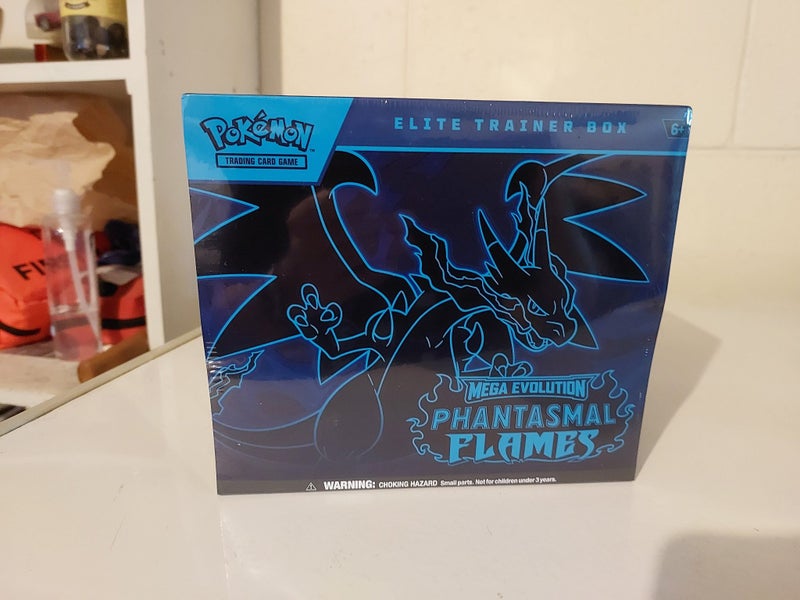 POKéMON
TRADING CARD GAME
ELITE TRAINER BOX
6+
MEGA EVOLUTION
PHANTASMAL
FLAMES
WARNING: CHOKING HAZARD Small parts. Not for children under 3 years.